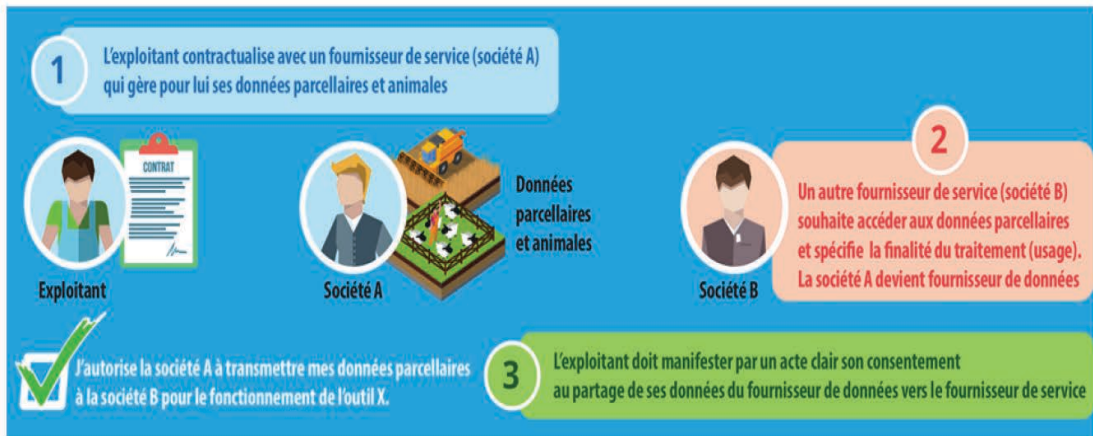 1
L'exploitant contractualise avec un fournisseur de service (société A)
qui gère pour lui ses données parcellaires et animales
CONTRAT
Exploitant
Société A
Données
parcellaires
et animales
Société B
2
Un autre fournisseur de service (société B)
souhaite accéder aux données parcellaires
et spécifie la finalité du traitement (usage).
La société A devient fournisseur de données
J'autorise la société A à transmettre mes données parcellaires
à la société B pour le fonctionnement de l'outil X.
3
L'exploitant doit manifester par un acte clair son consentement
au partage de ses données du fournisseur de données vers le fournisseur de service